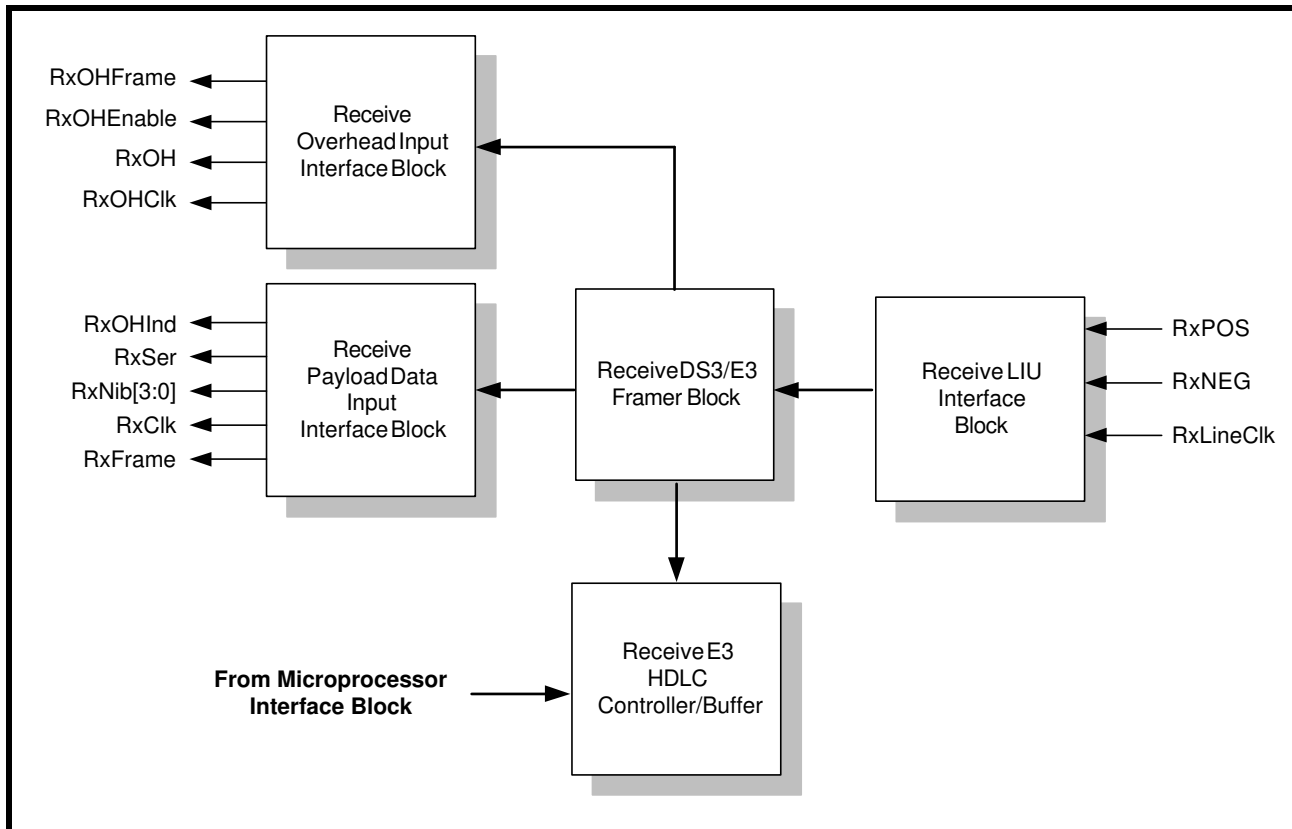 RxOHFrame
RxOHEnable
RxOH
RxOHClk
Receive
Overhead Input
Interface Block
RxOHInd
RxSer
RxNib[3:0]
RxClk
RxFrame
Receive
Payload Data
Input
Interface Block
Receive DS3/E3
Framer Block
Receive LIU
Interface
Block
RxPOS
RxNEG
RxLineClk
From Microprocessor
Interface Block
Receive E3
HDLC
Controller/Buffer